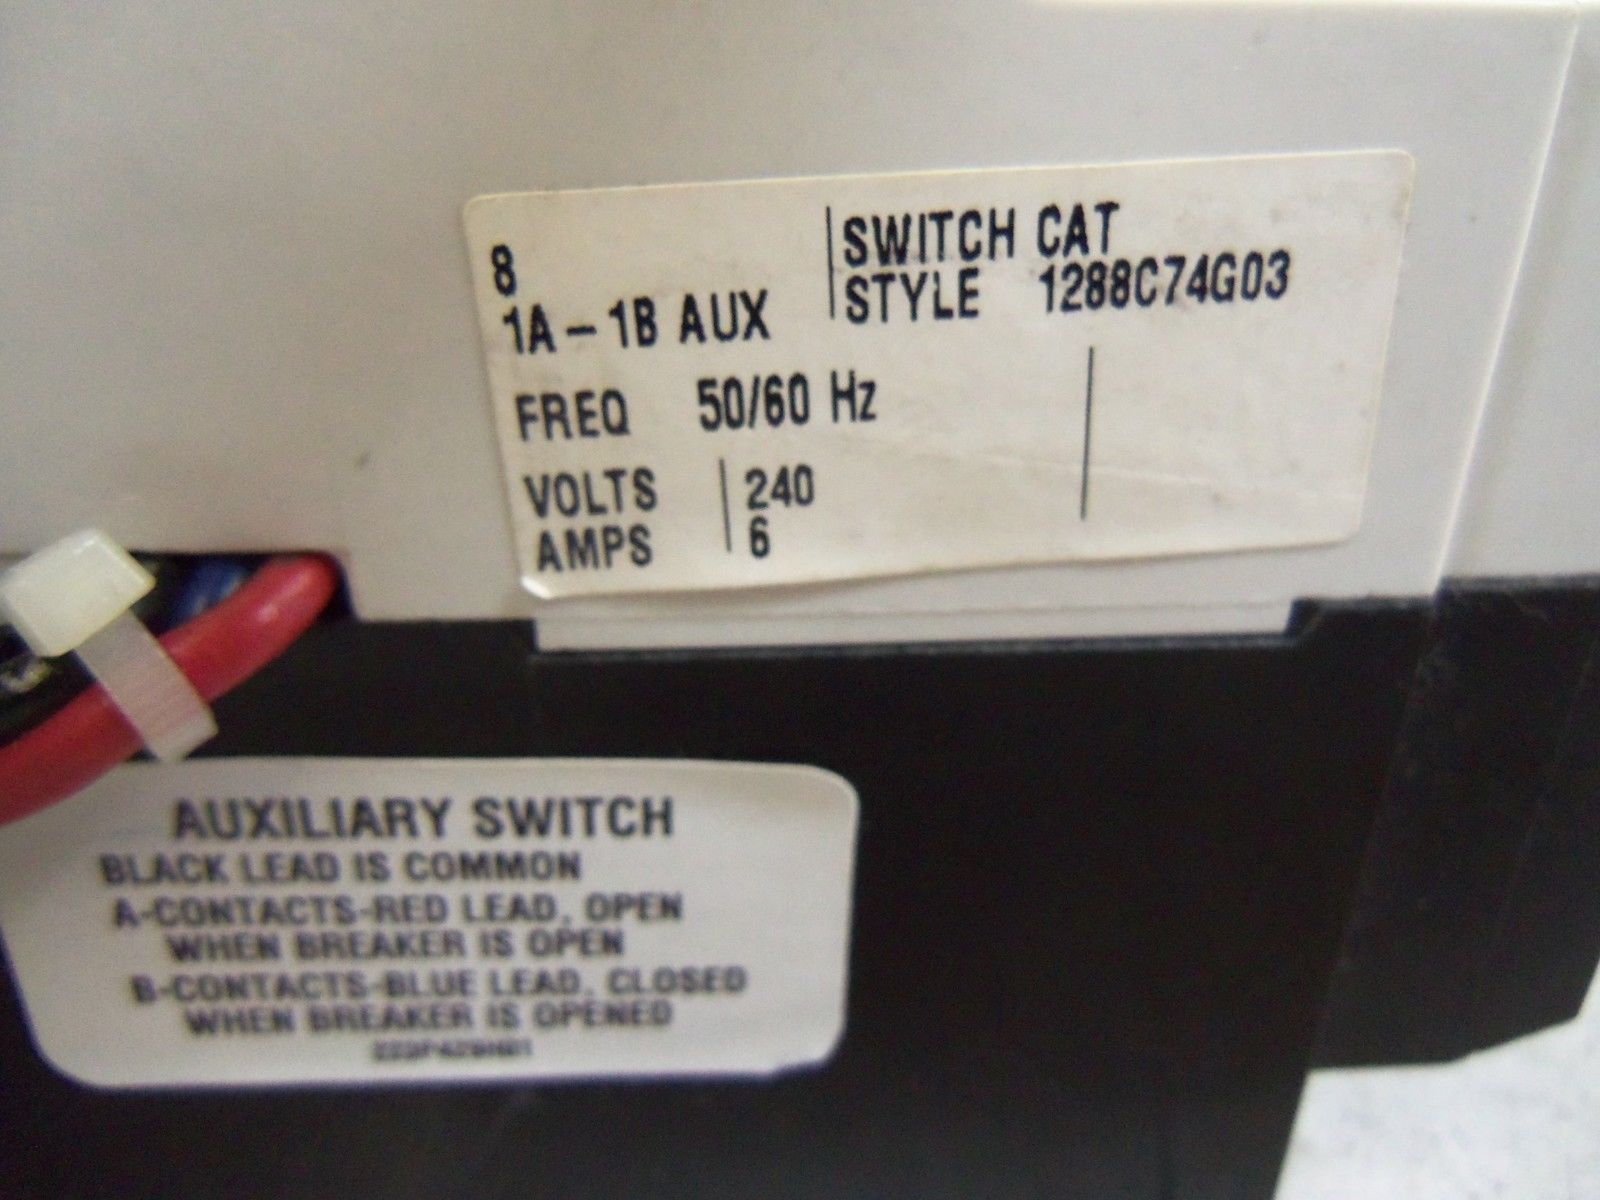 8
1A – 1B AUX
SWITCH CAT
STYLE 1288C74G03
FREQ 50/60 Hz
VOLTS 240
AMPS 6
AUXILIARY SWITCH
BLACK LEAD IS COMMON
A-CONTACTS-RED LEAD, OPEN
WHEN BREAKER IS OPEN
B-CONTACTS-BLUE LEAD, CLOSED
WHEN BREAKER IS OPENED